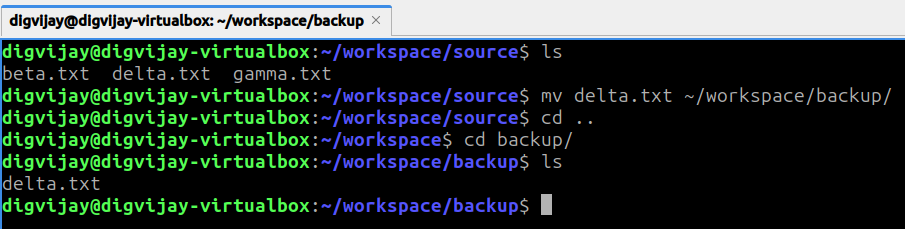 digvijay@digvijay-virtualbox: ~/workspace/backup ×
digvijay@digvijay-virtualbox:~/workspace/source$ ls
beta.txt  delta.txt  gamma.txt
digvijay@digvijay-virtualbox:~/workspace/source$ mv delta.txt ~/workspace/backup/
digvijay@digvijay-virtualbox:~/workspace/source$ cd ..
digvijay@digvijay-virtualbox:~/workspace$ cd backup/
digvijay@digvijay-virtualbox:~/workspace/backup$ ls
delta.txt
digvijay@digvijay-virtualbox:~/workspace/backup$